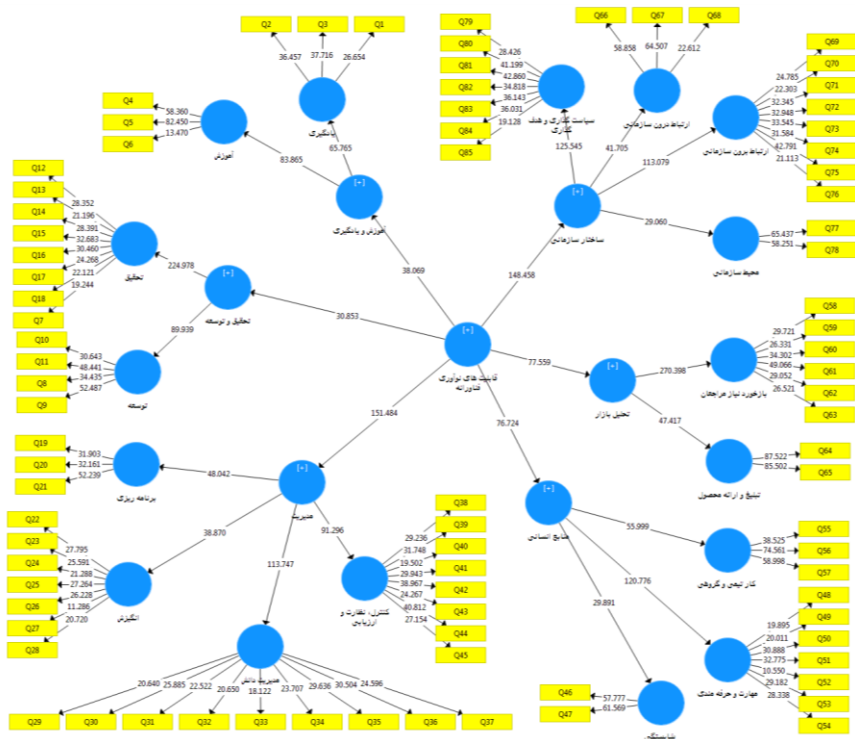 Q2
Q3
Q1
36.457
37.716
26.654
یادگیری
65.765
Q4
Q5
Q6
58.360
82.450
13.470
آموزش
83.865
[+]
آموزش و یادگیری
38.069
Q12
Q13
Q14
Q15
Q16
Q17
Q18
Q7
28.352
21.196
28.391
32.683
30.460
24.268
22.121
19.244
تحقیق
224.978
[+]
تحقیق و توسعه
30.853
89.939
Q10
Q11
Q8
Q9
30.643
48.441
34.435
52.487
توسعه
Q79
Q80
Q81
Q82
Q83
Q84
Q85
28.426
41.199
42.860
34.818
36.143
36.031
19.128
سیاست گذاری و هدف
گذاری
125.545
Q66
Q67
Q68
58.858
64.507
22.612
ارتباط درون سازمانی
41.705
Q69
Q70
Q71
Q72
Q73
Q74
Q75
Q76
24.785
22.303
32.345
32.948
33.545
31.584
42.791
21.113
ارتباط برون سازمانی
113.079
[+]
ساختار سازمانی
148.458
29.060
Q77
Q78
65.437
58.251
محیط سازمانی
[+]
قابلیت های نوآوری
فناورانه
77.559
[+]
تحلیل بازار
270.398
Q58
Q59
Q60
Q61
Q62
Q63
29.721
26.331
34.302
49.066
29.052
26.521
بازخورد نیاز مراجعان
47.417
Q64
Q65
87.522
85.502
تبلیغ و ارائه محصول
151.484
76.724
[+]
مدیریت
48.042
Q19
Q20
Q21
31.903
32.161
52.239
برنامه ریزی
38.870
Q22
Q23
Q24
Q25
Q26
Q27
Q28
27.795
25.591
21.288
27.264
26.228
11.286
20.720
انگیزش
91.296
Q38
Q39
Q40
Q41
Q42
Q43
Q44
Q45
29.236
31.748
19.502
29.943
38.967
24.267
40.812
27.154
کنترل، نظارت و
ارزیابی
113.747
مدیریت دانش
20.640
25.885
22.522
20.650
18.122
23.707
29.636
30.504
24.596
Q29
Q30
Q31
Q32
Q33
Q34
Q35
Q36
Q37
[+]
منابع انسانی
55.999
Q55
Q56
Q57
38.525
74.561
58.998
کار تیمی و گروهی
120.776
Q48
Q49
Q50
Q51
Q52
Q53
Q54
19.895
20.011
30.888
32.775
10.550
29.182
28.338
مهارت و حرفه مندی
29.891
Q46
Q47
57.777
61.569
شایستگی